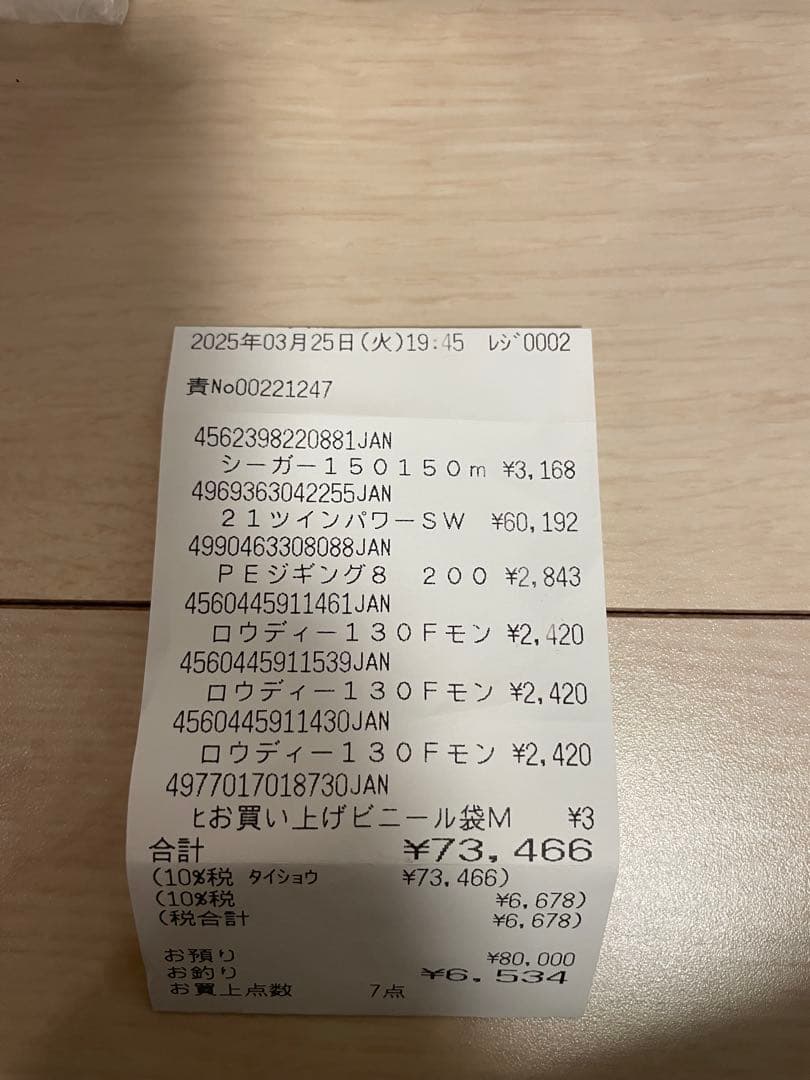 2025年03月25日(火)19:45 ﾚｼﾞ0002
責No00221247
4562398220881JAN
シーガー１５０１５０ｍ ¥3,168
4969363042255JAN
２１ツインパワーＳＷ ¥60,192
4990463308088JAN
ＰＥジギング８　２００ ¥2,843
4560445911461JAN
ロウディー１３０Ｆモン ¥2,420
4560445911539JAN
ロウディー１３０Ｆモン ¥2,420
4560445911430JAN
ロウディー１３０Ｆモン ¥2,420
4977017018730JAN
ﾋお買い上げビニール袋Ｍ ¥3
合計 ¥73,466
(10%税 ﾀｲｼｮｳ ¥73,466)
(10%税 ¥6,678)
(税合計 ¥6,678)
お預り ¥80,000
お釣り ¥6,534
お買上点数 7点